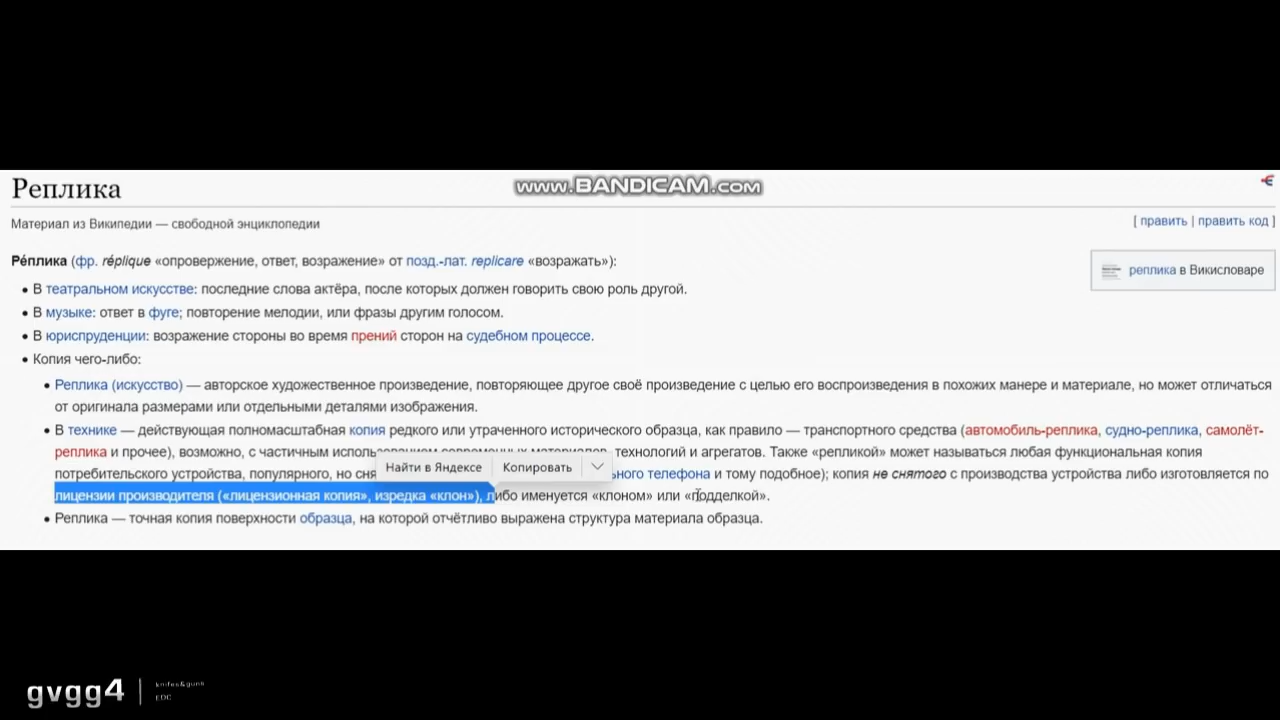 www.BANDICAM.com
Реплика
Материал из Википедии — свободной энциклопедии
[ править | править код ]
Ре́плика (фр. réplique «опровержение, ответ, возражение» от позд.-лат. replicare «возражать»):
реплика в Викисловаре
• В театральном искусстве: последние слова актёра, после которых должен говорить свою роль другой.
• В музыке: ответ в фуге; повторение мелодии, или фразы другим голосом.
• В юриспруденции: возражение стороны во время прений сторон на судебном процессе.
• Копия чего-либо:
• Реплика (искусство) — авторское художественное произведение, повторяющее другое своё произведение с целью его воспроизведения в похожих манере и материале, но может отличаться
от оригинала размерами или отдельными деталями изображения.
• В технике — действующая полномасштабная копия редкого или утраченного исторического образца, как правило — транспортного средства (автомобиль-реплика, судно-реплика, самолёт-
реплика и прочее), возможно, с частичным использованием современных материалов, технологий и агрегатов. Также «репликой» может называться любая функциональная копия
Найти в Яндексе Копировать
потребительского устройства, популярного, но сня ьного телефона и тому подобное); копия не снятого с производства устройства либо изготовляется по
лицензии производителя («лицензионная копия», изредка «клон»), либо именуется «клоном» или «подделкой».
• Реплика — точная копия поверхности образца, на которой отчётливо выражена структура материала образца.
gvgg4
knifes&guns
EDC